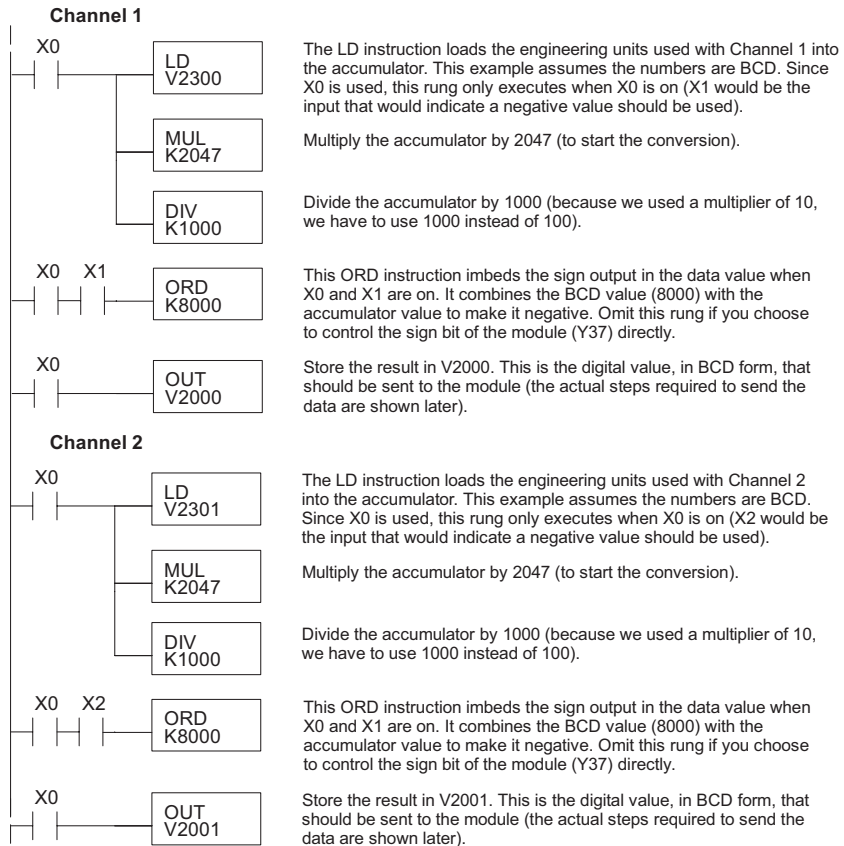 Channel 1
X0
LD
V2300
The LD instruction loads the engineering units used with Channel 1 into
the accumulator. This example assumes the numbers are BCD. Since
X0 is used, this rung only executes when X0 is on (X1 would be the
input that would indicate a negative value should be used).
MUL
K2047
Multiply the accumulator by 2047 (to start the conversion).
DIV
K1000
Divide the accumulator by 1000 (because we used a multiplier of 10,
we have to use 1000 instead of 100).
X0 X1
ORD
K8000
This ORD instruction imbeds the sign output in the data value when
X0 and X1 are on. It combines the BCD value (8000) with the
accumulator value to make it negative. Omit this rung if you choose
to control the sign bit of the module (Y37) directly.
X0
OUT
V2000
Store the result in V2000. This is the digital value, in BCD form, that
should be sent to the module (the actual steps required to send the
data are shown later).
Channel 2
X0
LD
V2301
The LD instruction loads the engineering units used with Channel 2
into the accumulator. This example assumes the numbers are BCD.
Since X0 is used, this rung only executes when X0 is on (X2 would be
the input that would indicate a negative value should be used).
MUL
K2047
Multiply the accumulator by 2047 (to start the conversion).
DIV
K1000
Divide the accumulator by 1000 (because we used a multiplier of 10,
we have to use 1000 instead of 100).
X0 X2
ORD
K8000
This ORD instruction imbeds the sign output in the data value when
X0 and X1 are on. It combines the BCD value (8000) with the
accumulator value to make it negative. Omit this rung if you choose
to control the sign bit of the module (Y37) directly.
X0
OUT
V2001
Store the result in V2001. This is the digital value, in BCD form, that
should be sent to the module (the actual steps required to send the
data are shown later).